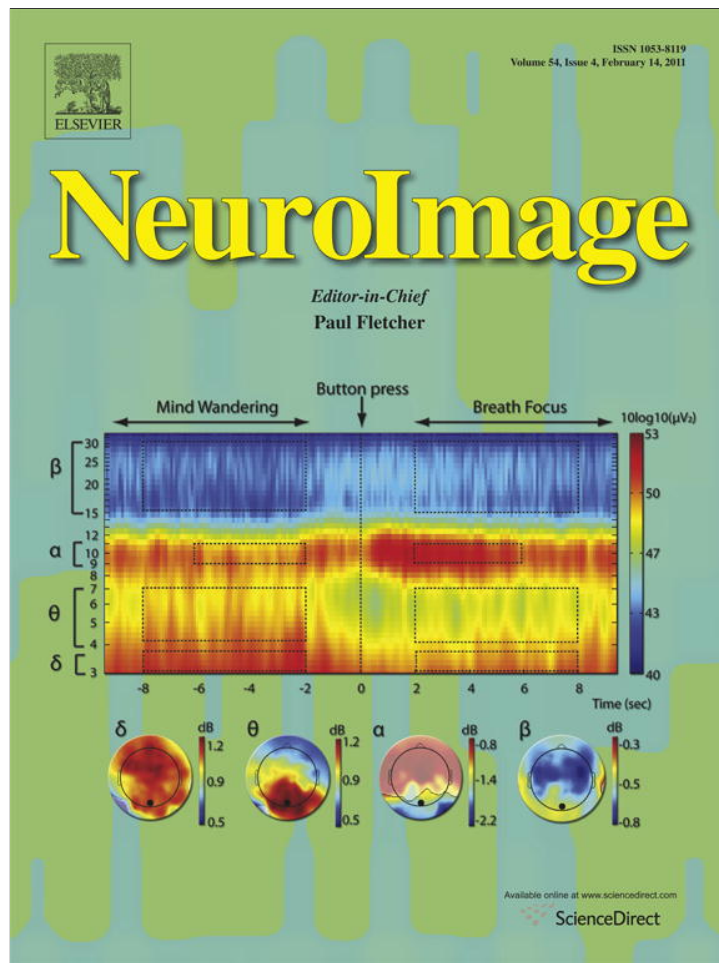 ISSN 1053-8119
Volume 54, Issue 4, February 14, 2011
ELSEVIER
NeuroImage
Editor-in-Chief
Paul Fletcher
Mind Wandering
Button press
Breath Focus
10log10(μV₂)
β
30
25
20
15
α
12
10
9
8
θ
7
6
5
4
δ
3
-8
-6
-4
-2
0
2
4
6
8
Time (sec)
53
50
47
43
40
δ
dB
1.2
0.9
0.5
θ
dB
1.2
0.9
0.5
α
dB
-0.8
-1.4
-2.2
β
dB
-0.3
-0.5
-0.8
Available online at www.sciencedirect.com
ScienceDirect